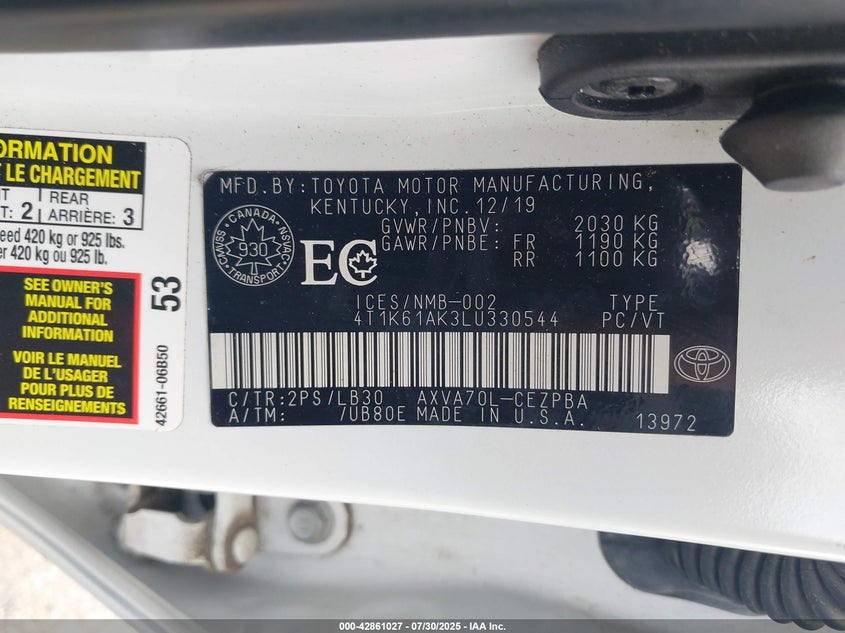 ORMATION
T LE CHARGEMENT
NT
T: 2
REAR
ARRIÈRE: 3
eed 420 kg or 925 lbs.
er 420 kg ou 925 lb.
SEE OWNER'S
MANUAL FOR
ADDITIONAL
INFORMATION
VOIR LE MANUEL
DE L'USAGER
POUR PLUS DE
RENSEIGNEMENTS
53
42661-06B50
MFD.BY:TOYOTA MOTOR MANUFACTURING,
KENTUCKY,INC.12/19
GVWR/PNBV: 2030 KG
GAWR/PNBE: FR 1190 KG
RR 1100 KG
CANADA
930
TRANSPORT
EC
ICES/NMB-002 TYPE
4T1K61AK3LU330544 PC/VT
C/TR:2PS/LB30 AXVA70L-CEZPBA
A/TM: /UB80E MADE IN U.S.A. 13972
000-42861027 - 07/30/2025 - IAA Inc.